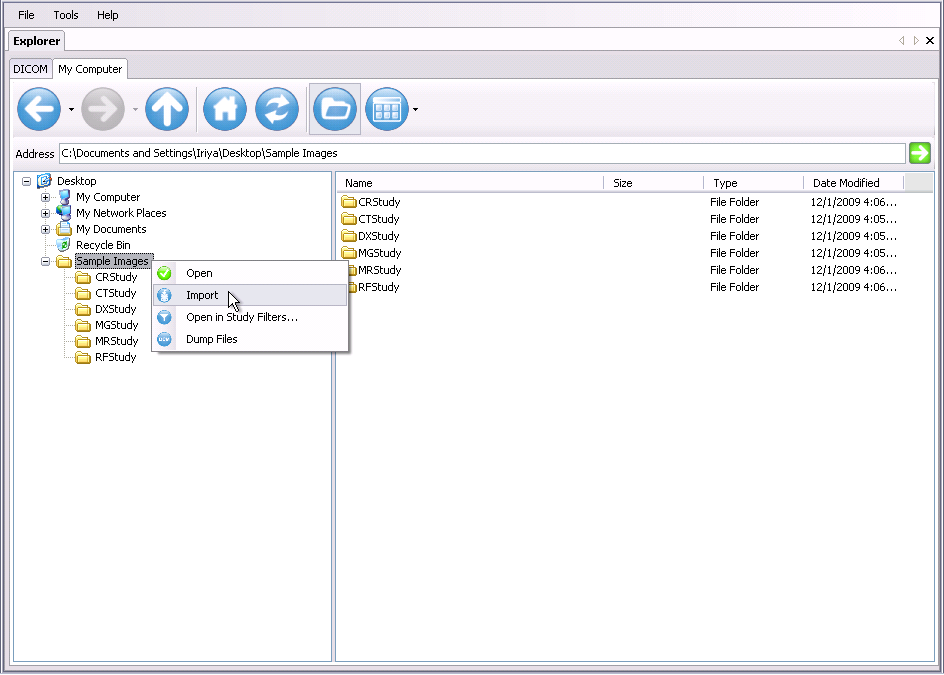 File Tools Help
Explorer
DICOM My Computer
Address C:\Documents and Settings\Iriya\Desktop\Sample Images
Desktop
My Computer
My Network Places
My Documents
Recycle Bin
Sample Images
CRStudy
CTStudy
DXStudy
MGStudy
MRStudy
RFStudy
Open
Import
Open in Study Filters...
DCM Dump Files
Name Size Type Date Modified
CRStudy File Folder 12/1/2009 4:06...
CTStudy File Folder 12/1/2009 4:05...
DXStudy File Folder 12/1/2009 4:06...
MGStudy File Folder 12/1/2009 4:05...
MRStudy File Folder 12/1/2009 4:06...
RFStudy File Folder 12/1/2009 4:05...